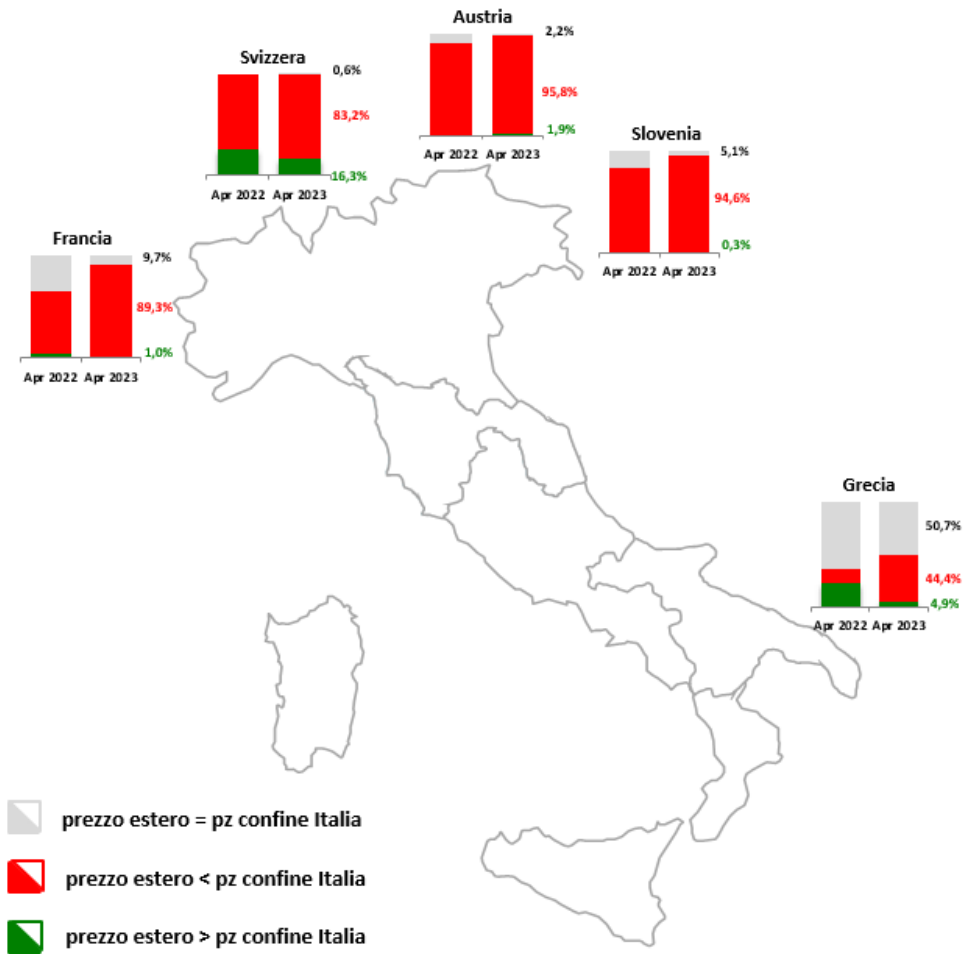 Austria
2,2%
95,8%
1,9%
Apr 2022 Apr 2023
Svizzera
0,6%
83,2%
16,3%
Apr 2022 Apr 2023
Slovenia
5,1%
94,6%
0,3%
Apr 2022 Apr 2023
Francia
9,7%
89,3%
1,0%
Apr 2022 Apr 2023
Grecia
50,7%
44,4%
4,9%
Apr 2022 Apr 2023
prezzo estero = pz confine Italia
prezzo estero < pz confine Italia
prezzo estero > pz confine Italia